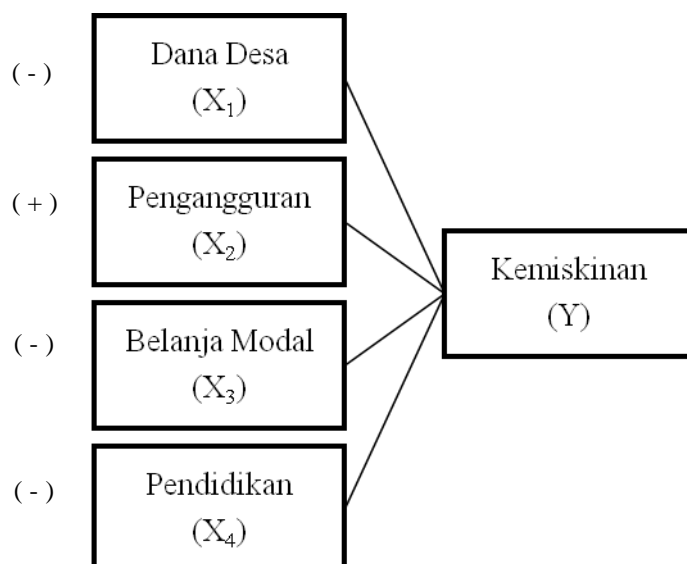 ( - )
Dana Desa
(X₁)
( + )
Pengangguran
(X₂)
( - )
Belanja Modal
(X₃)
( - )
Pendidikan
(X₄)
Kemiskinan
(Y)